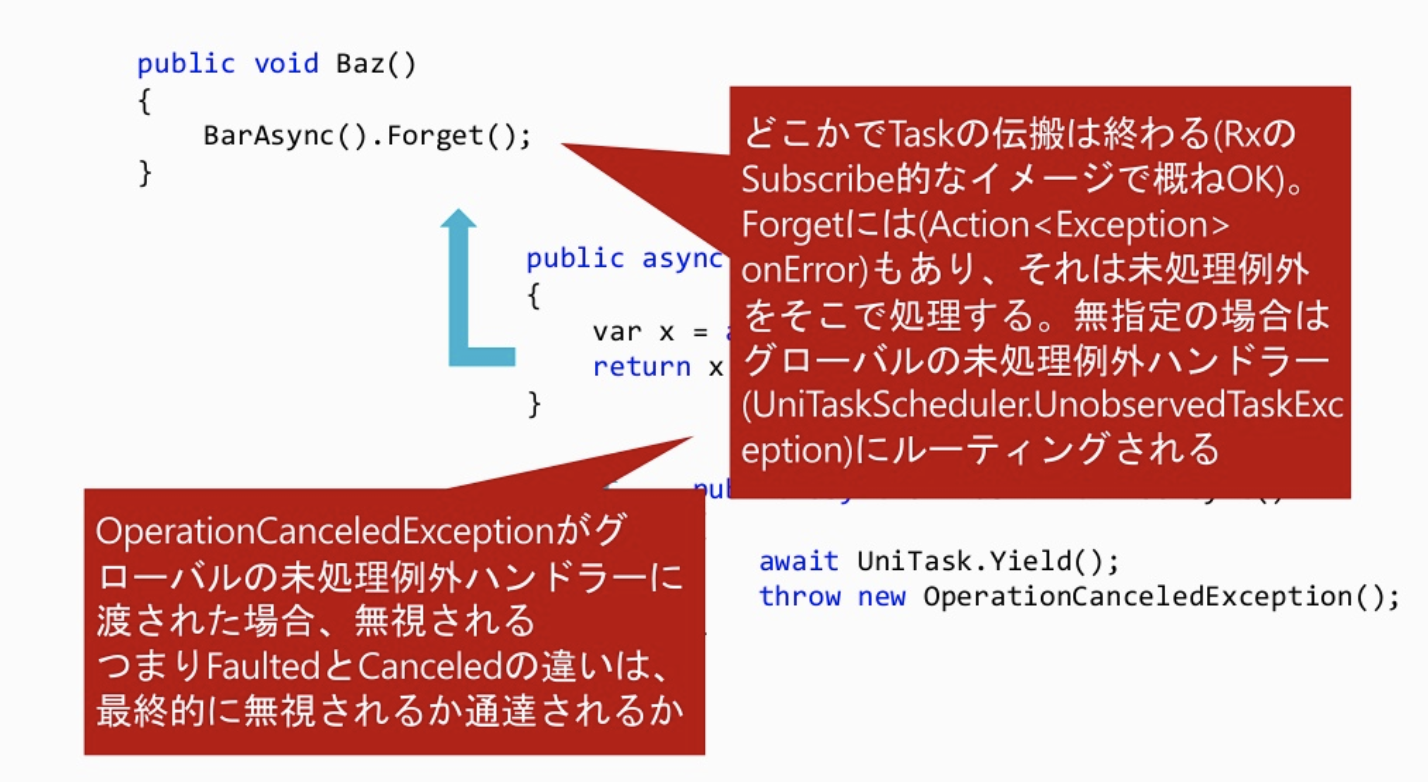 public void Baz()
{
BarAsync().Forget();
}
どこかでTaskの伝搬は終わる(Rxの
Subscribe的なイメージで概ねOK)。
Forgetには(Action<Exception>
onError)もあり、それは未処理例外
をそこで処理する。無指定の場合は
グローバルの未処理例外ハンドラー
(UniTaskScheduler.UnobservedTaskExc
eption)にルーティングされる
public async
{
var x =
return x
}
OperationCanceledExceptionがグ
ローバルの未処理例外ハンドラーに
渡された場合、無視される
つまりFaultedとCanceledの違いは、
最終的に無視されるか通達されるか
await UniTask.Yield();
throw new OperationCanceledException();